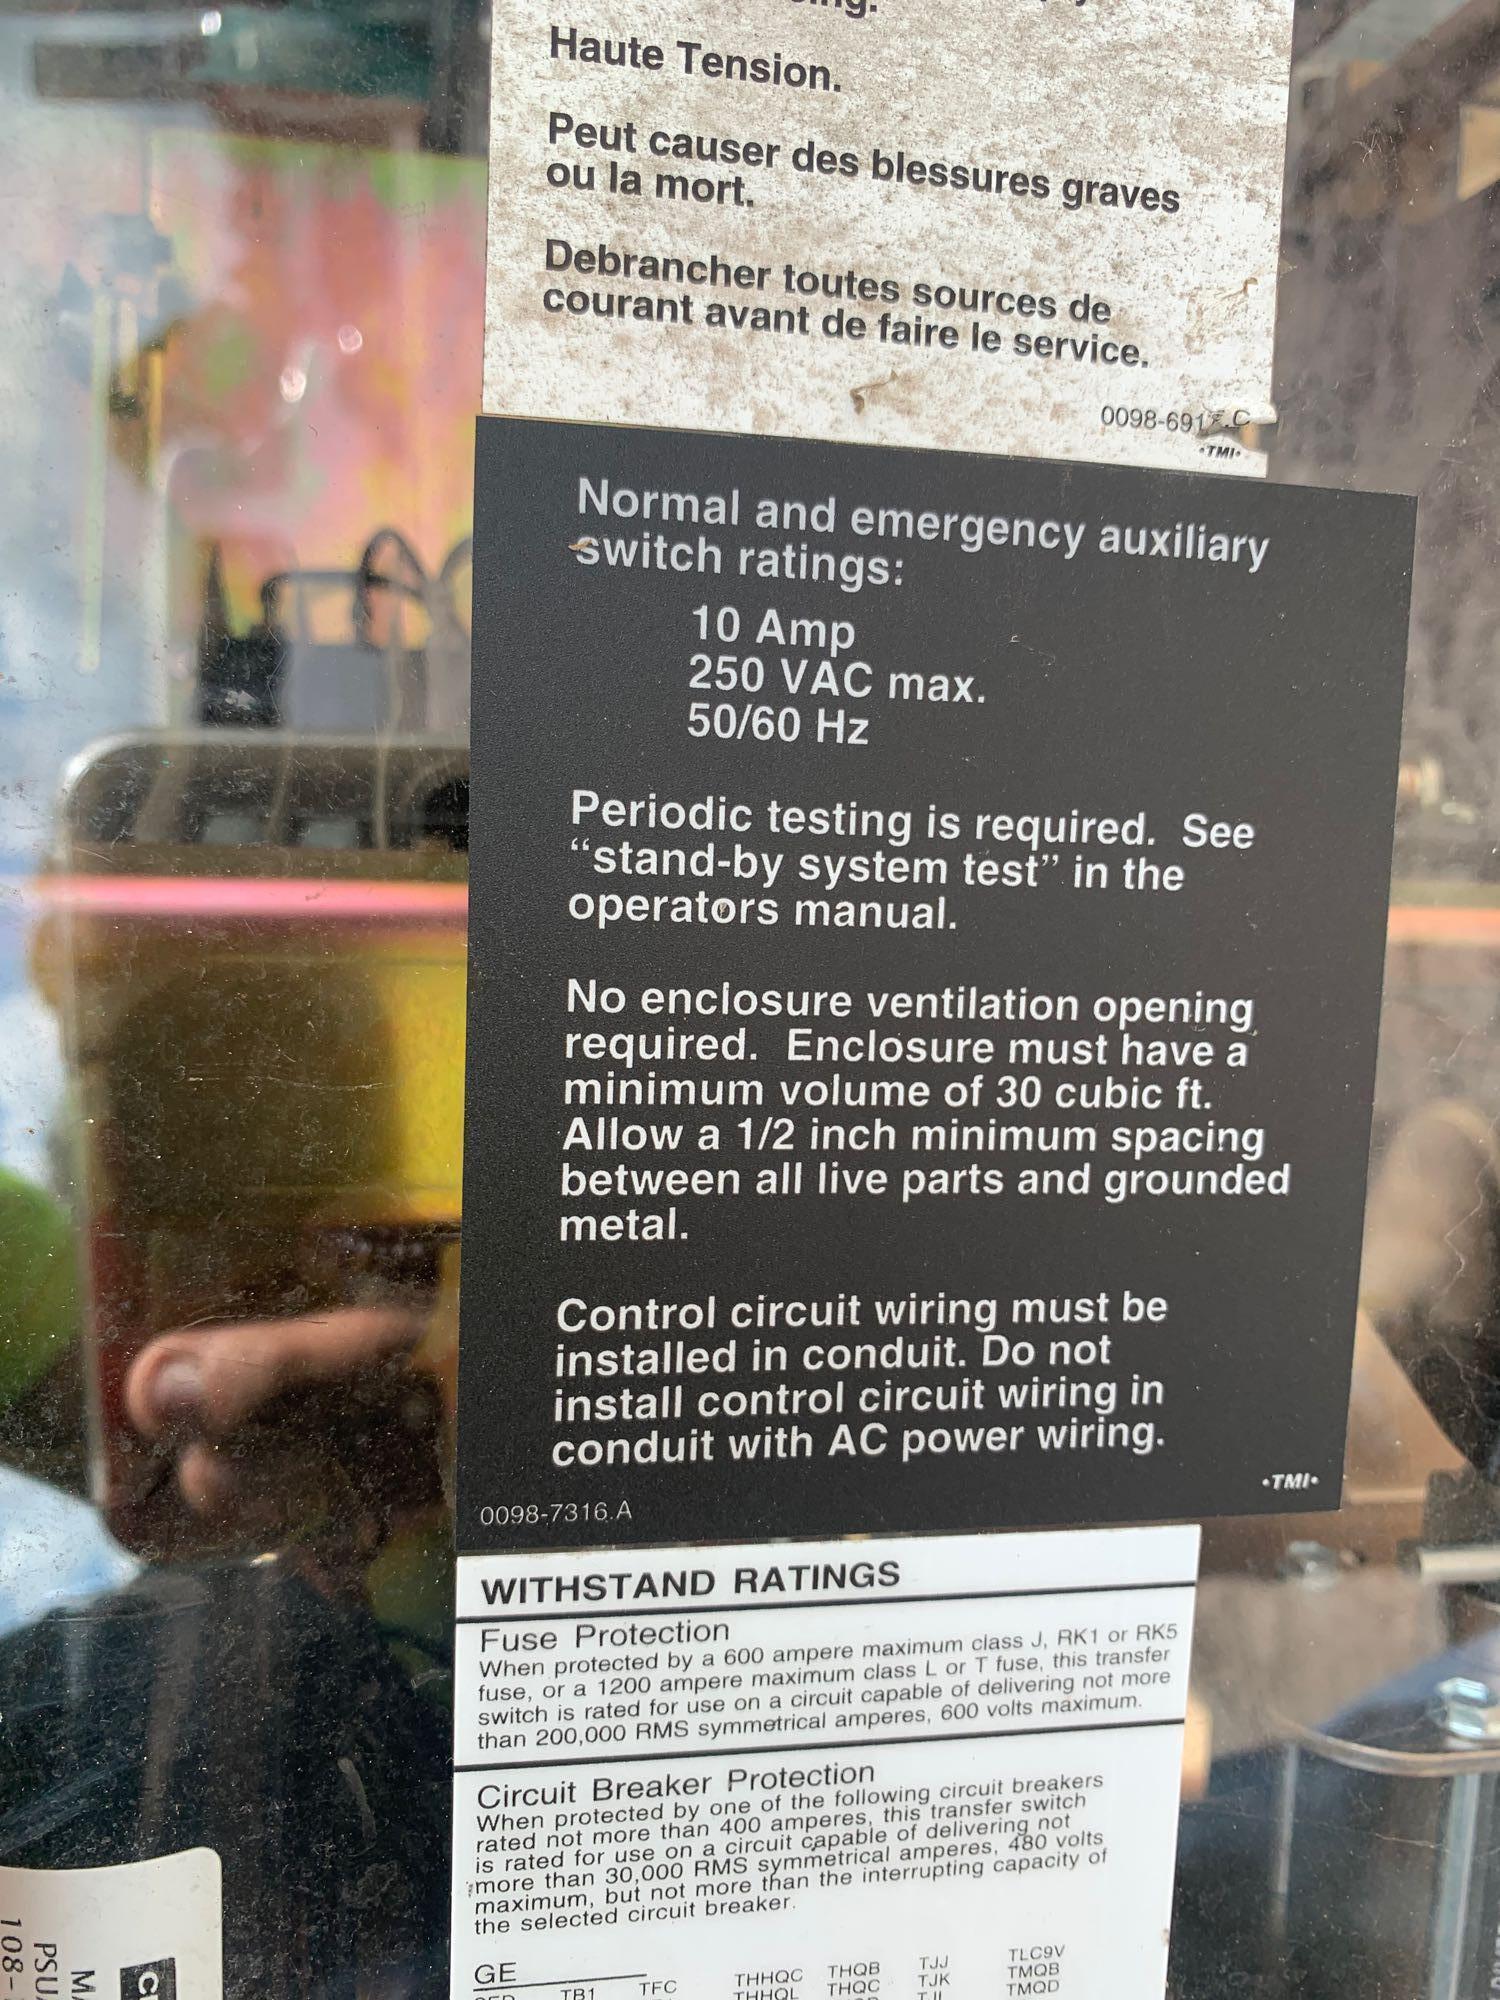 Haute Tension.
Peut causer des blessures graves
ou la mort.
Debrancher toutes sources de
courant avant de faire le service.
•TMI•
Normal and emergency auxiliary
switch ratings:
10 Amp
250 VAC max.
50/60 Hz
Periodic testing is required. See
“stand-by system test” in the
operators manual.
No enclosure ventilation opening
required. Enclosure must have a
minimum volume of 30 cubic ft.
Allow a 1/2 inch minimum spacing
between all live parts and grounded
metal.
Control circuit wiring must be
installed in conduit. Do not
install control circuit wiring in
conduit with AC power wiring.
•TMI•
0098-7316.A
WITHSTAND RATINGS
Fuse Protection
When protected by a 600 ampere maximum class J, RK1 or RK5
fuse, or a 1200 ampere maximum class L or T fuse, this transfer
switch is rated for use on a circuit capable of delivering not more
than 200,000 RMS symmetrical amperes, 600 volts maximum.
Circuit Breaker Protection
When protected by one of the following circuit breakers
rated not more than 400 amperes, this transfer switch
is rated for use on a circuit capable of delivering not
more than 30,000 RMS symmetrical amperes, 480 volts
maximum, but not more than the interrupting capacity of
the selected circuit breaker.
GE
TB1 TFC THHQC THQB TJJ TLC9V
THHQL THQC TJK TMQB
TMQD